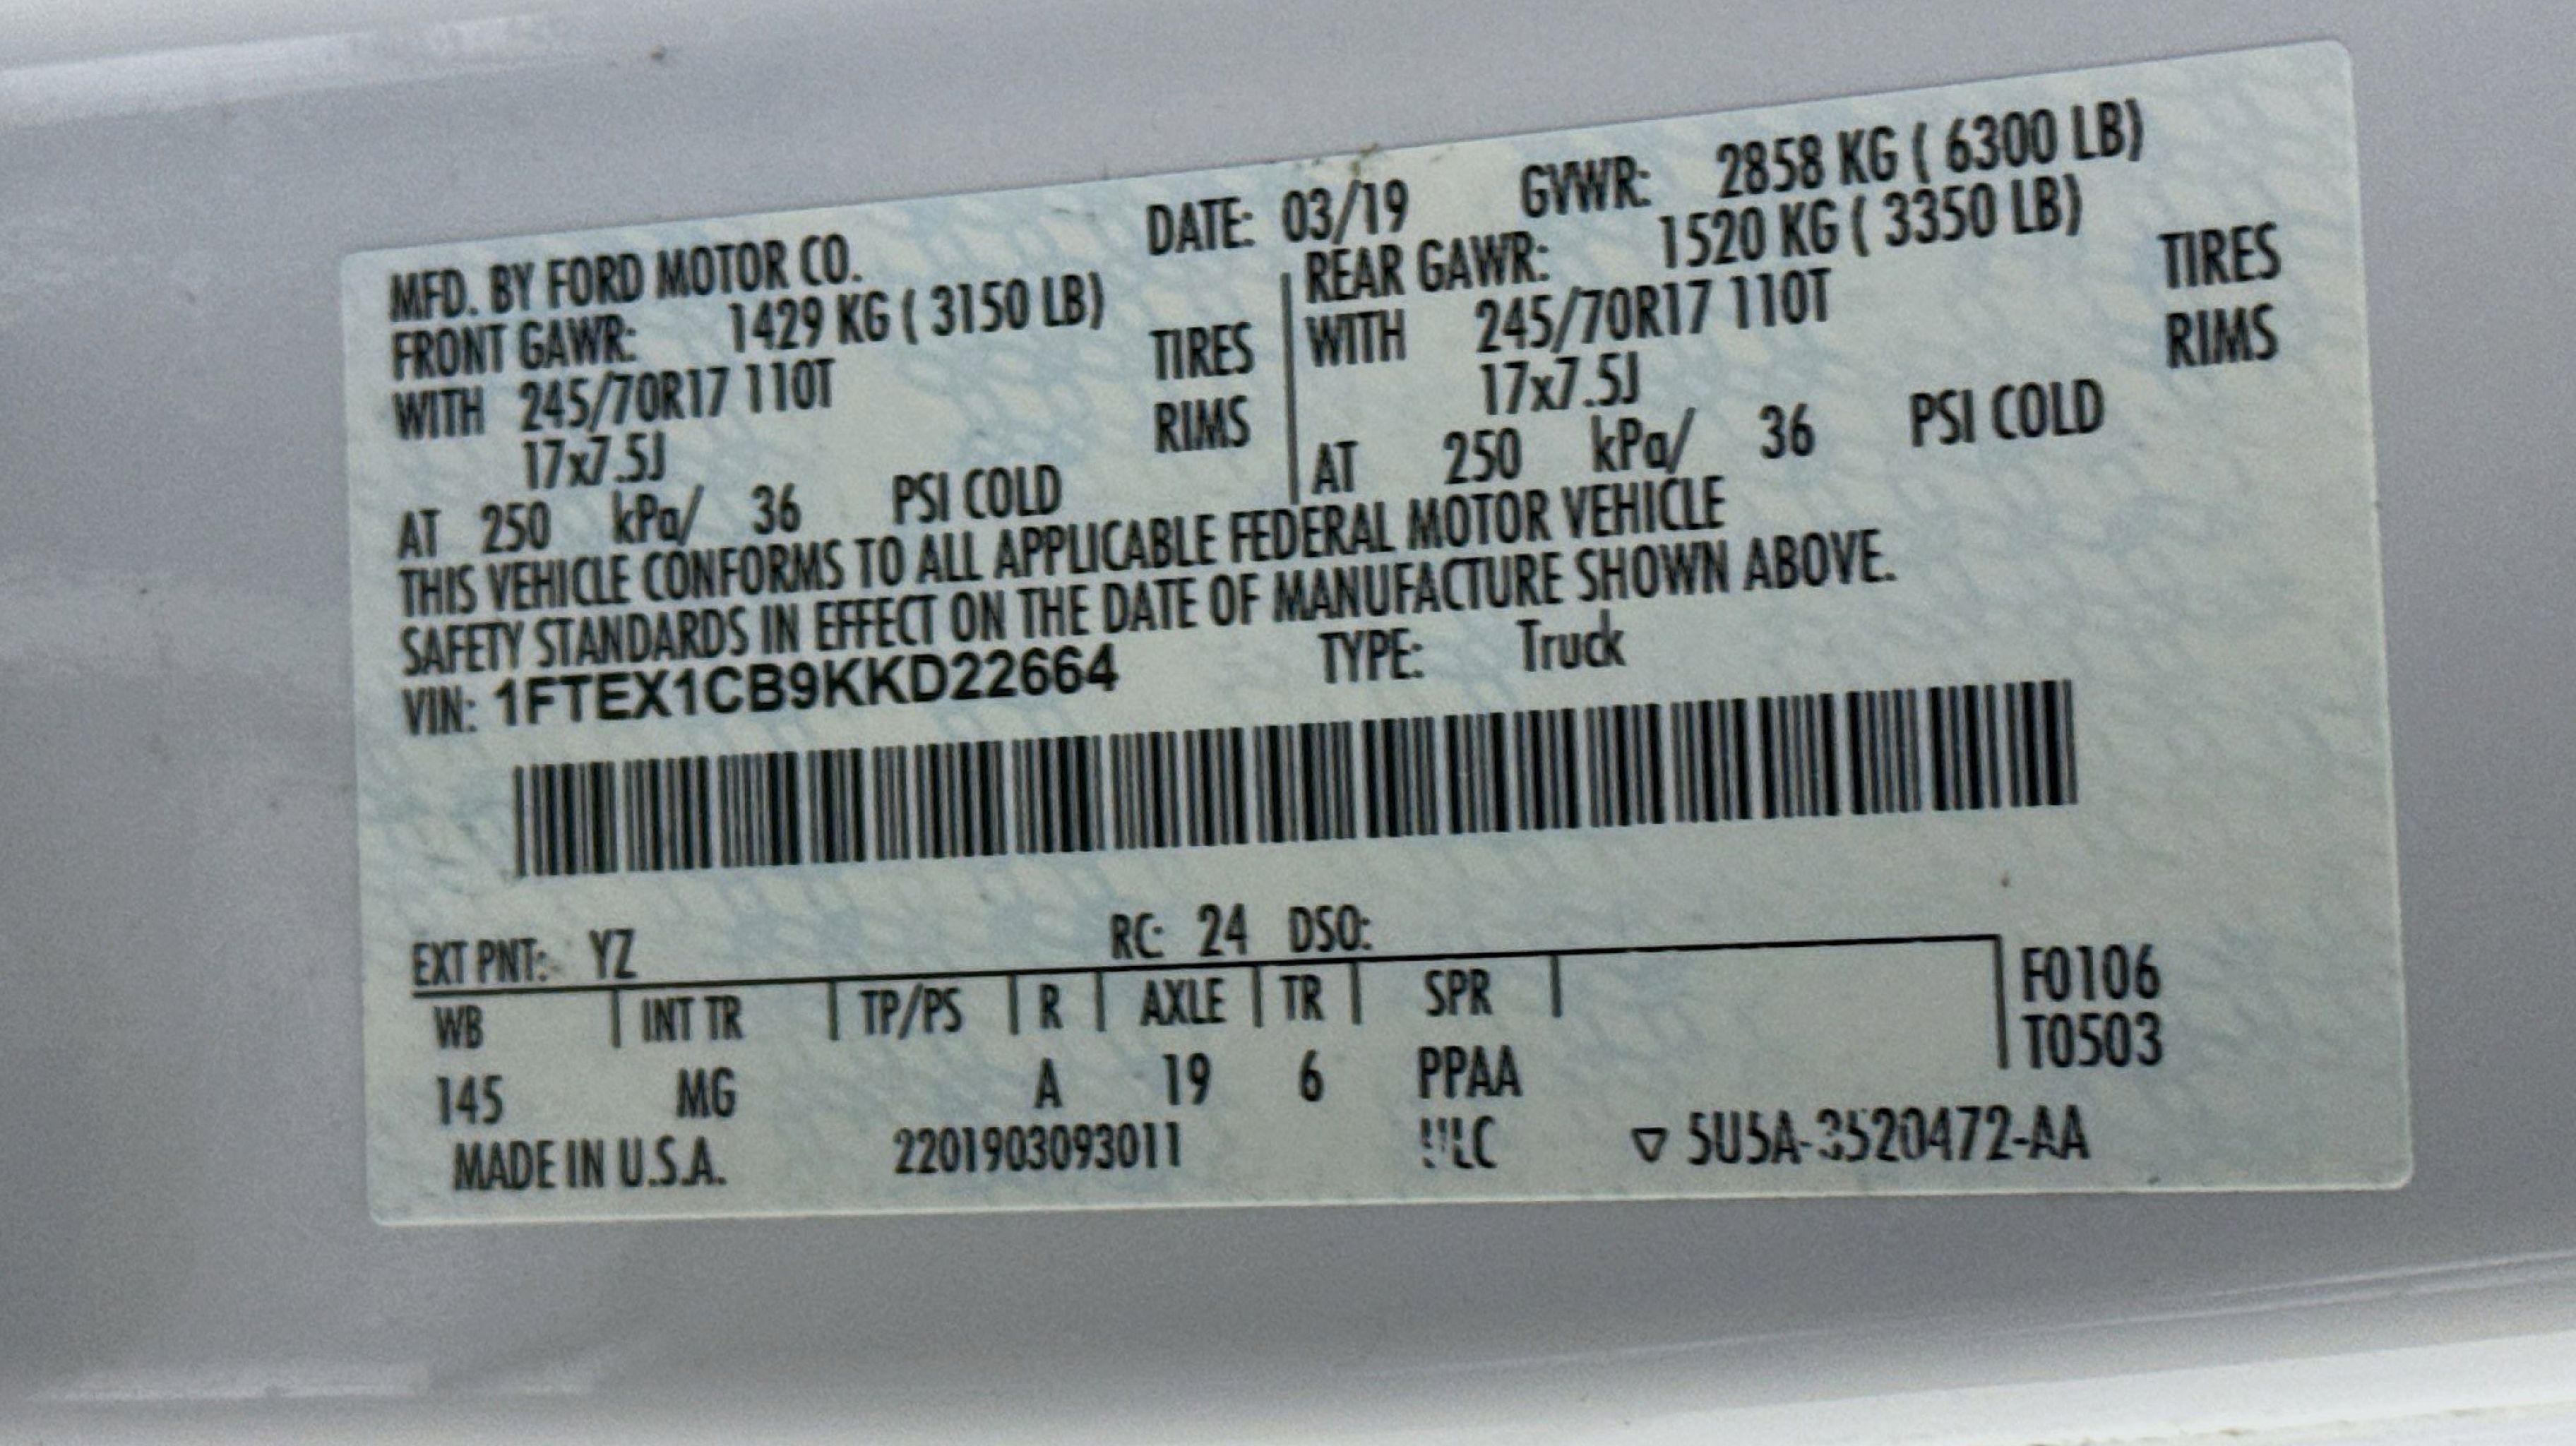 MFD. BY FORD MOTOR CO. DATE: 03/19 GVWR: 2858 KG ( 6300 LB)
FRONT GAWR: 1429 KG ( 3150 LB) REAR GAWR: 1520 KG ( 3350 LB)
WITH 245/70R17 110T TIRES WITH 245/70R17 110T TIRES
17x7.5J RIMS 17x7.5J RIMS
AT 250 kPa/ 36 PSI COLD AT 250 kPa/ 36 PSI COLD
THIS VEHICLE CONFORMS TO ALL APPLICABLE FEDERAL MOTOR VEHICLE
SAFETY STANDARDS IN EFFECT ON THE DATE OF MANUFACTURE SHOWN ABOVE.
VIN: 1FTEX1CB9KKD22664 TYPE: Truck
EXT PNT: YZ RC: 24 DSO:
WB INT TR TP/PS R AXLE TR SPR F0106
145 MG A 19 6 PPAA T0503
MADE IN U.S.A. 2201903093011 ▽ 5U5A-3520472-AA